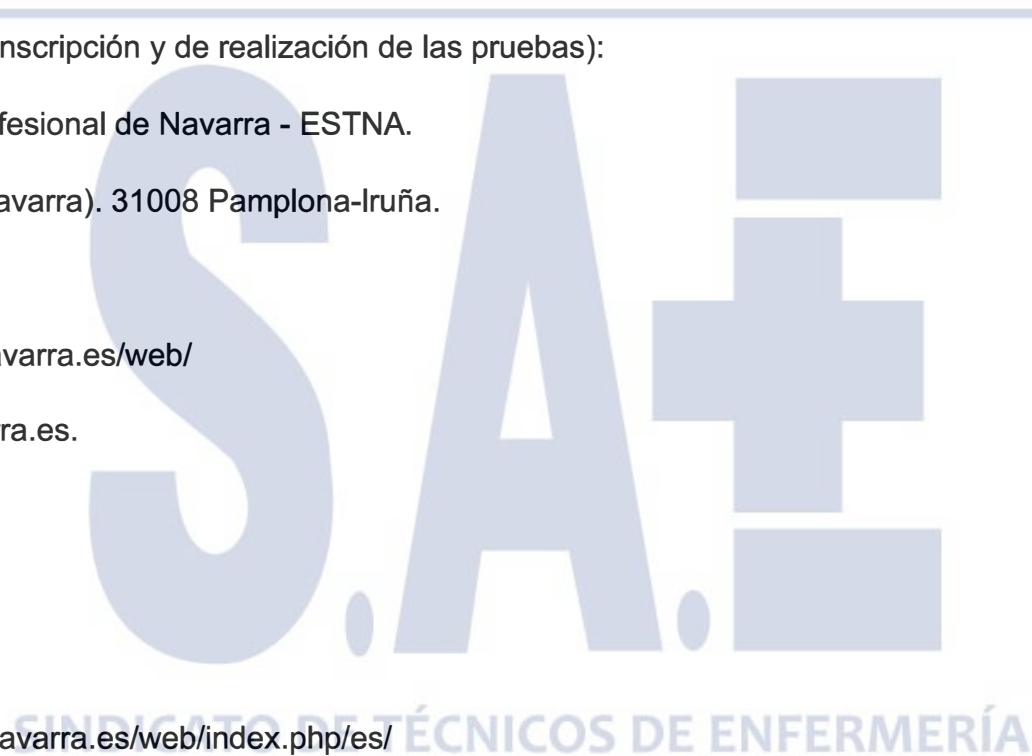 nscripción y de realización de las pruebas):
fesional de Navarra - ESTNA.
avarra). 31008 Pamplona-Iruña.
avarra.es/web/
ra.es.
S.A.E
avarra.es/web/index.php/es/
SINDICATO DE TÉCNICOS DE ENFERMERÍA